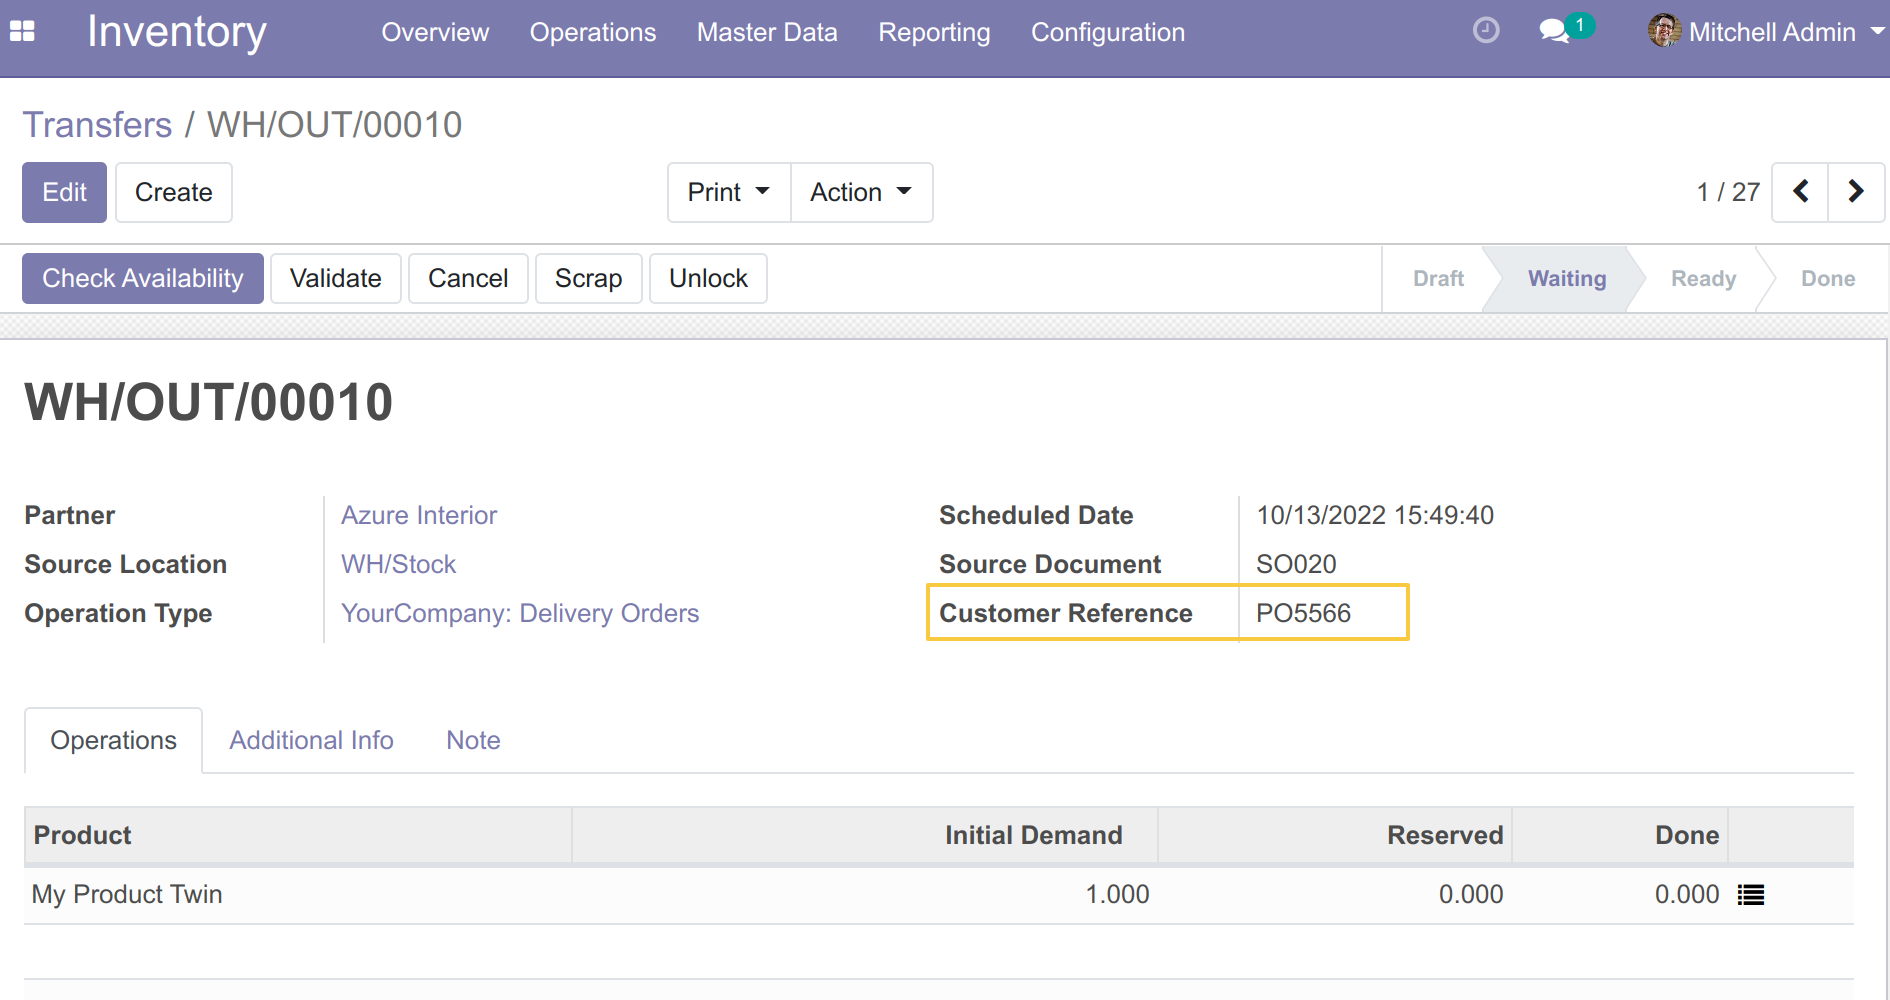 Inventory Overview Operations Master Data Reporting Configuration 1 Mitchell Admin
Transfers / WH/OUT/00010
Edit Create Print Action 1 / 27
Check Availability Validate Cancel Scrap Unlock Draft Waiting Ready Done
WH/OUT/00010
Partner Azure Interior Scheduled Date 10/13/2022 15:49:40
Source Location WH/Stock Source Document SO020
Operation Type YourCompany: Delivery Orders Customer Reference PO5566
Operations Additional Info Note
Product Initial Demand Reserved Done
My Product Twin 1.000 0.000 0.000